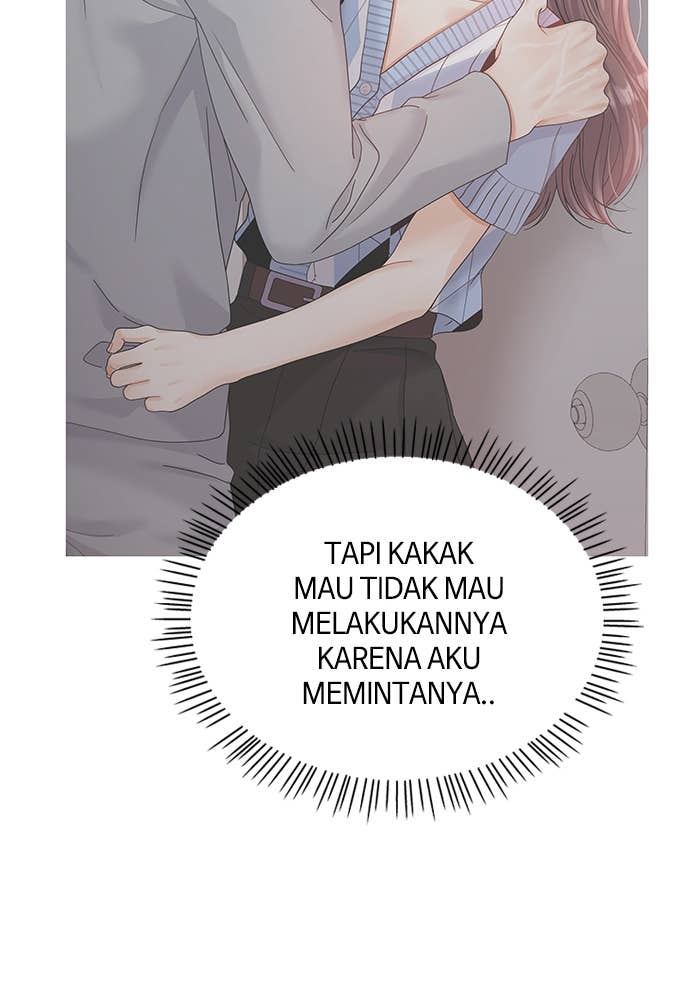 TAPI KAKAK
MAU TIDAK MAU
MELAKUKANNYA
KARENA AKU
MEMINTANYA..